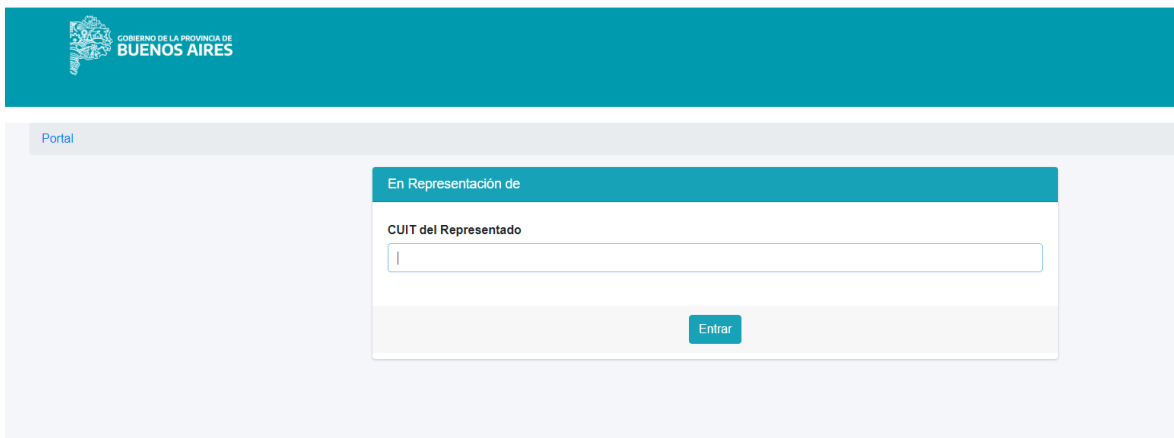 GOBIERNO DE LA PROVINCIA DE
BUENOS AIRES
Portal
En Representación de
CUIT del Representado
Entrar